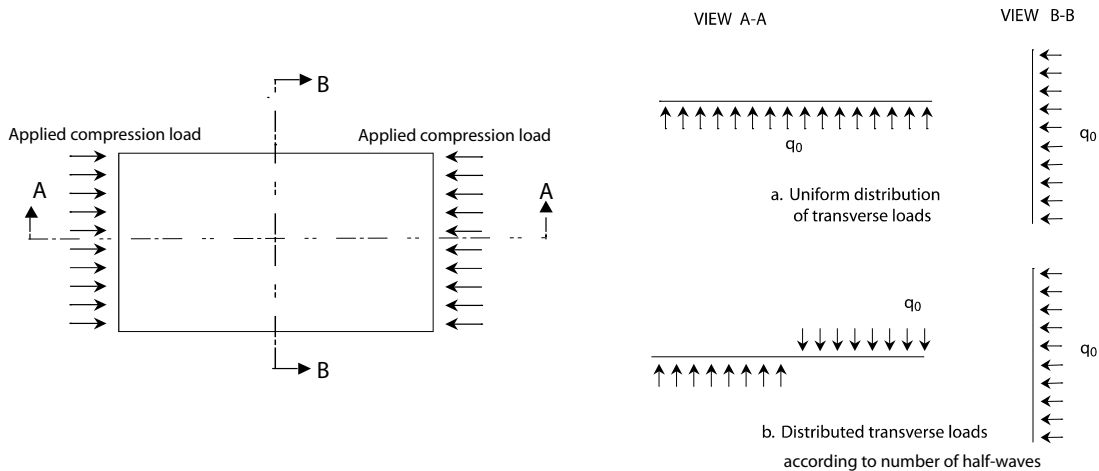 VIEW A-A
VIEW B-B
B
Applied compression load
Applied compression load
A
A
B
q0
q0
a. Uniform distribution
of transverse loads
q0
q0
b. Distributed transverse loads
according to number of half-waves